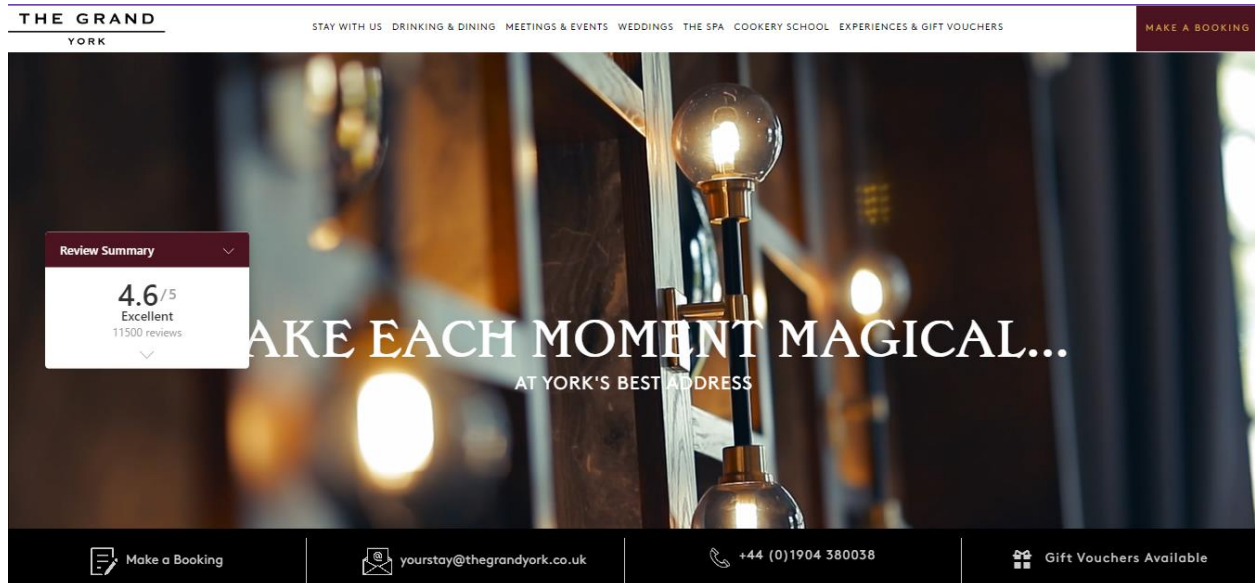 THE GRAND
YORK
STAY WITH US DRINKING & DINING MEETINGS & EVENTS WEDDINGS THE SPA COOKERY SCHOOL EXPERIENCES & GIFT VOUCHERS
MAKE A BOOKING
Review Summary
4.6/5
Excellent
11500 reviews
AKE EACH MOMENT MAGICAL...
AT YORK'S BEST ADDRESS
Make a Booking
yourstay@thegrandyork.co.uk
+44 (0)1904 380038
Gift Vouchers Available